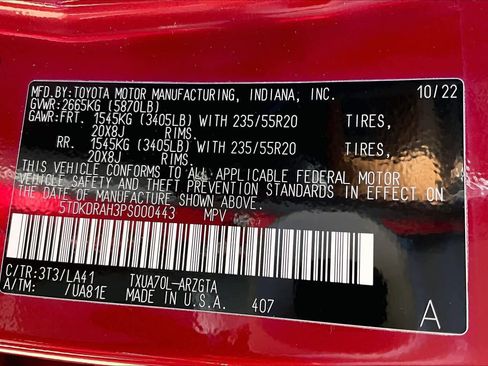 MFD.BY:TOYOTA MOTOR MANUFACTURING, INDIANA, INC. 10/22
GVWR:2665KG (5870LB)
GAWR:FRT. 1545KG (3405LB) WITH 235/55R20 TIRES,
20X8J RIMS.
RR. 1545KG (3405LB) WITH 235/55R20 TIRES,
20X8J RIMS.
THIS VEHICLE CONFORMS TO ALL APPLICABLE FEDERAL MOTOR
VEHICLE SAFETY AND THEFT PREVENTION STANDARDS IN EFFECT ON
THE DATE OF MANUFACTURE SHOWN ABOVE.
5TDKDRAH3PS000443 MPV
C/TR:3T3/LA41 TXUA70L-ARZGTA
A/TM: /UA81E MADE IN U.S.A. 407 A